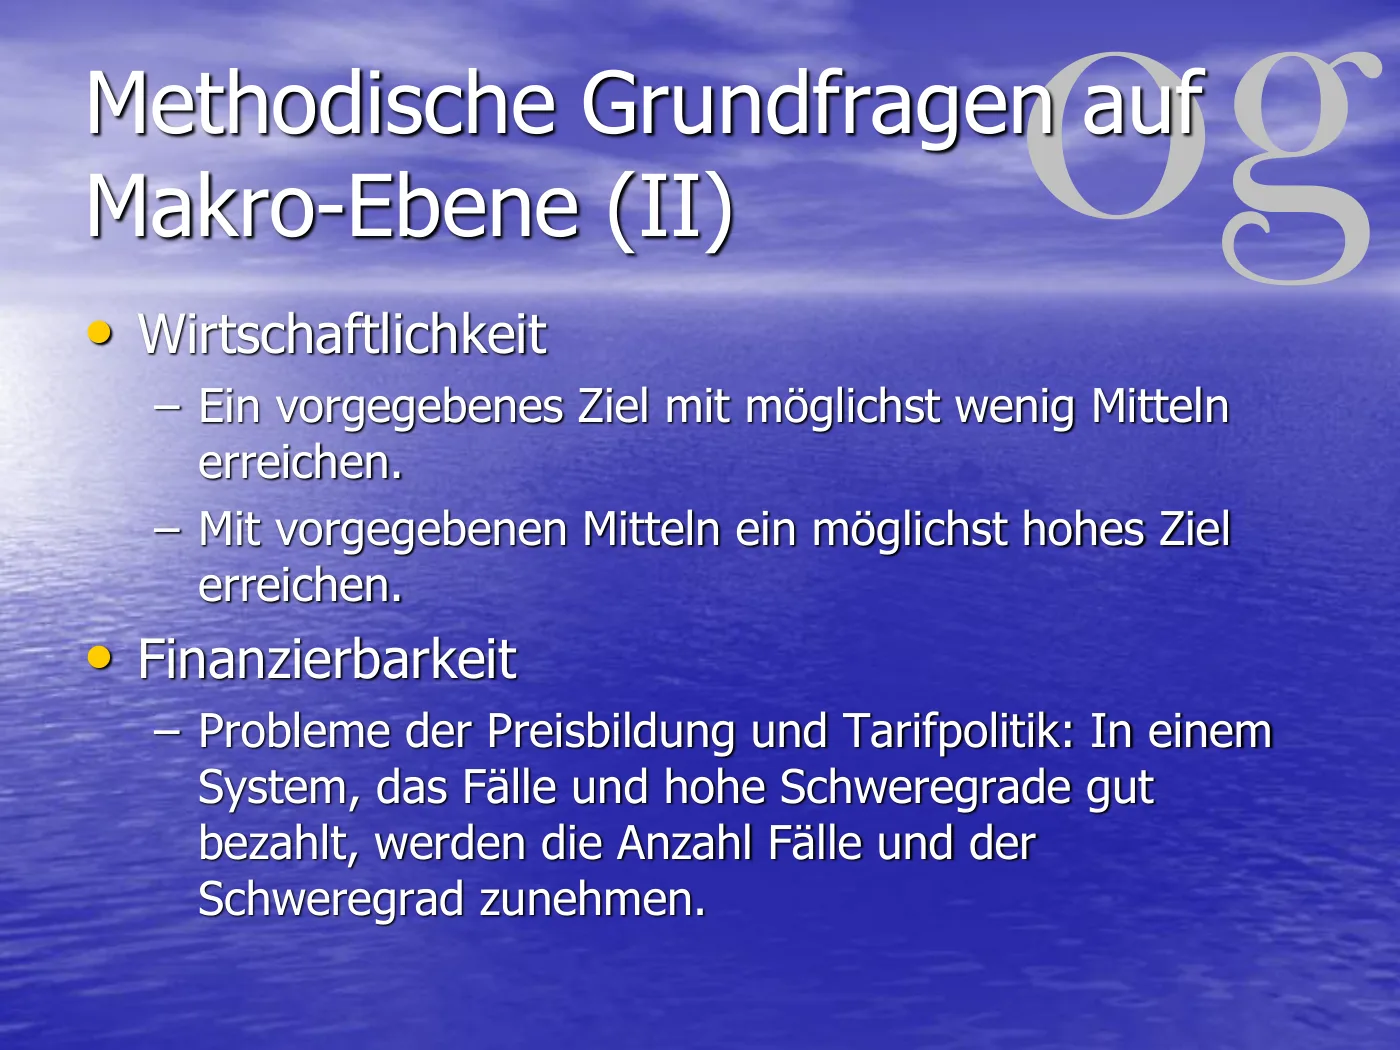 og
Methodische Grundfragen auf
Makro-Ebene (II)
• Wirtschaftlichkeit
– Ein vorgegebenes Ziel mit möglichst wenig Mitteln
erreichen.
– Mit vorgegebenen Mitteln ein möglichst hohes Ziel
erreichen.
• Finanzierbarkeit
– Probleme der Preisbildung und Tarifpolitik: In einem
System, das Fälle und hohe Schweregrade gut
bezahlt, werden die Anzahl Fälle und der
Schweregrad zunehmen.